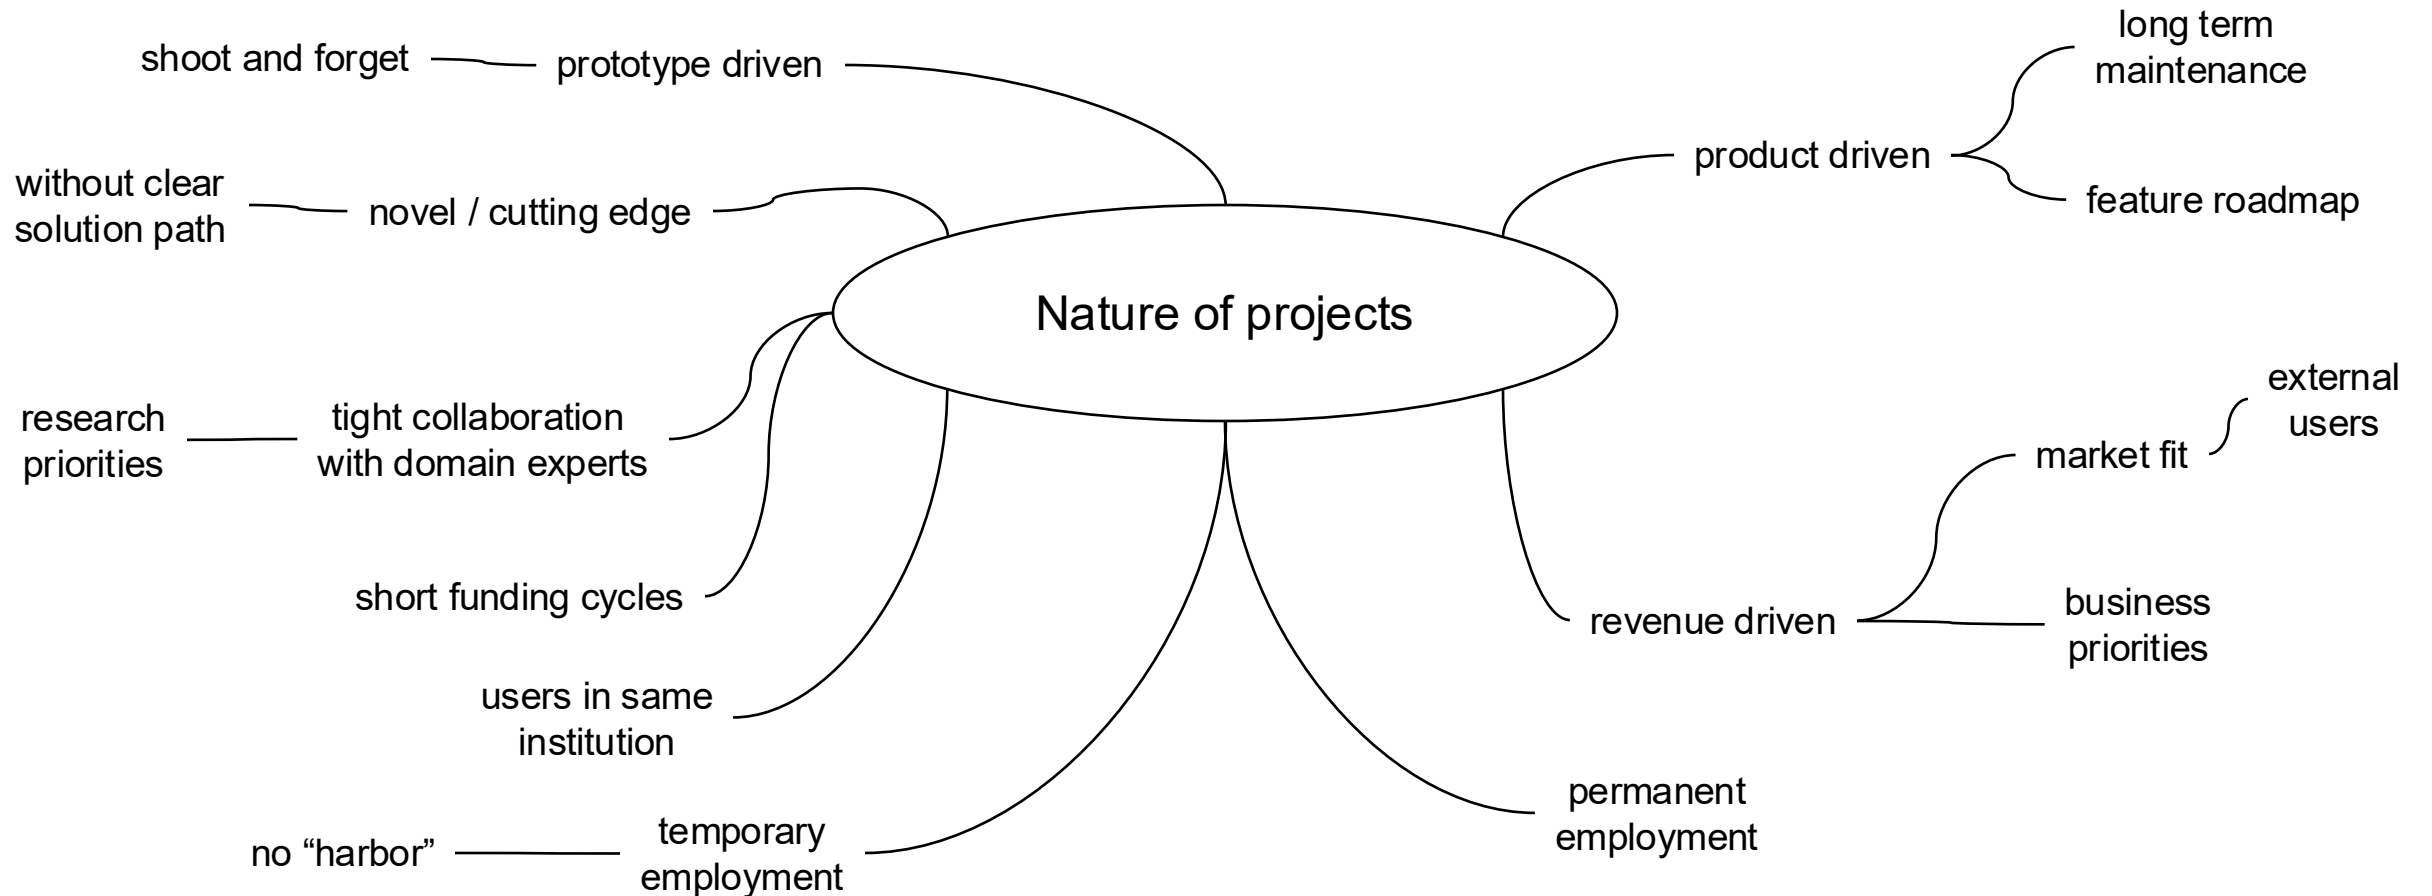 shoot and forget
prototype driven
without clear
solution path
novel / cutting edge
research
priorities
tight collaboration
with domain experts
short funding cycles
users in same
institution
no “harbor”
temporary
employment
Nature of projects
long term
maintenance
product driven
feature roadmap
external
users
market fit
revenue driven
business
priorities
permanent
employment